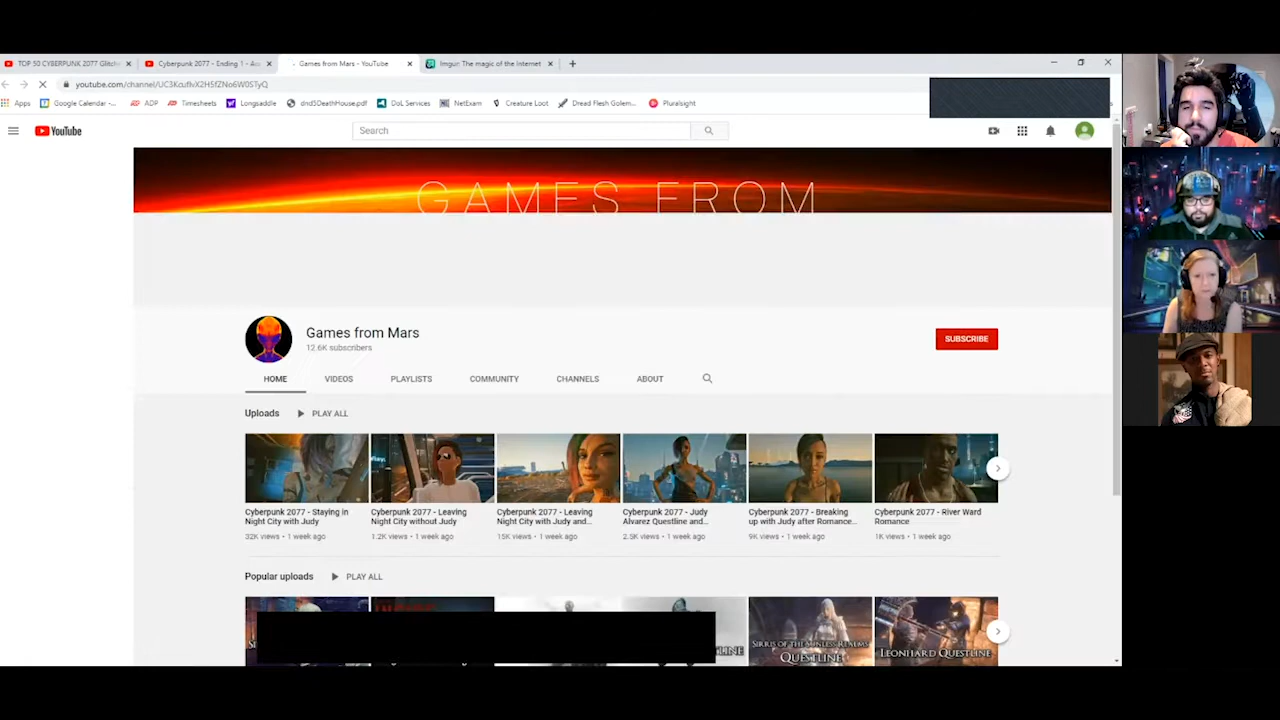 TOP 50 CYBERPUNK 2077 Glitch
Cyberpunk 2077 - Ending 1 - Ac
Games from Mars - YouTube
Imgur: The magic of the Internet
Apps
Google Calendar -...
ADP
Timesheets
Longsaddle
dnd5DeathHouse.pdf
DoL Services
NetExam
Creature Loot
Dread Flesh Golem...
Pluralsight
YouTube
Search
GAMES FROM
Games from Mars
12.6K subscribers
SUBSCRIBE
HOME
VIDEOS
PLAYLISTS
COMMUNITY
CHANNELS
ABOUT
Uploads
PLAY ALL
Cyberpunk 2077 - Staying in
Night City with Judy
32K views • 1 week ago
Cyberpunk 2077 - Leaving
Night City without Judy
1.2K views • 1 week ago
Cyberpunk 2077 - Leaving
Night City with Judy and...
15K views • 1 week ago
Cyberpunk 2077 - Judy
Alvarez Questline and...
2.5K views • 1 week ago
Cyberpunk 2077 - Breaking
up with Judy after Romance...
9K views • 1 week ago
Cyberpunk 2077 - River Ward
Romance
1K views • 1 week ago
Popular uploads
PLAY ALL
SIRRIS OF THE SUNLESS REALMS
QUESTLINE
LEONHARD QUESTLINE